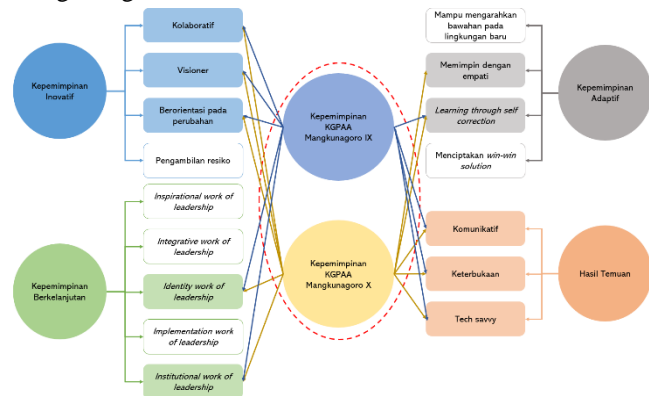 Kolaboratif
Visioner
Berorientasi pada perubahan
Pengambilan resiko
Kepemimpinan
Inovatif
Inspirational work of
leadership
Integrative work of
leadership
Identity work of
leadership
Implementation work
of leadership
Institutional work of
leadership
Kepemimpinan
Berkelanjutan
Kepemimpinan
KGPAA
Mangkunagoro IX
Kepemimpinan
KGPAA
Mangkunagoro X
Mampu mengarahkan
bawahan pada
lingkungan baru
Memimpin dengan
empati
Learning through self
correction
Menciptakan win-win
solution
Kepemimpinan
Adaptif
Komunikatif
Keterbukaan
Tech savvy
Hasil Temuan